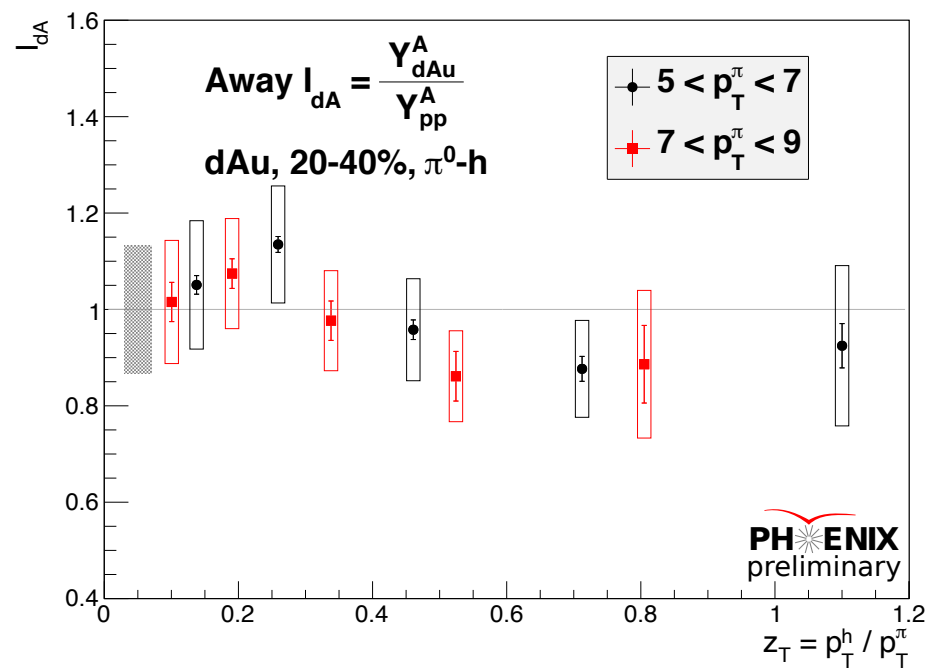 I_dA
1.6
1.4
1.2
1
0.8
0.6
0.4
Away I_dA = Y^A_dAu / Y^A_pp
dAu, 20-40%, π^0-h
5 < p_T^π < 7
7 < p_T^π < 9
PHENIX
preliminary
0 0.2 0.4 0.6 0.8 1 1.2
z_T = p_T^h / p_T^π